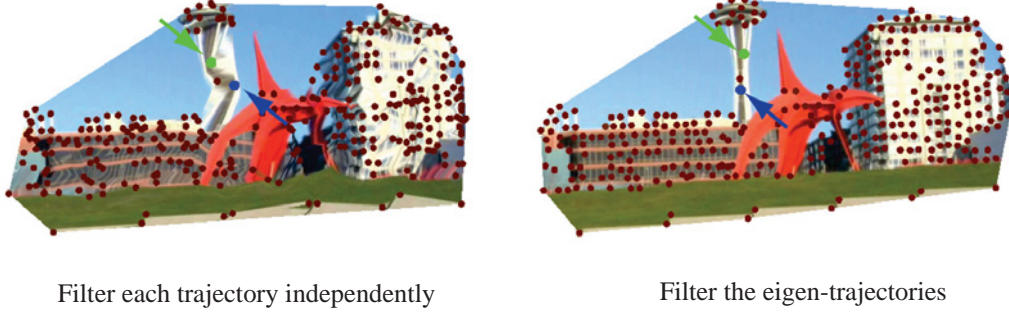 Filter each trajectory independently
Filter the eigen-trajectories